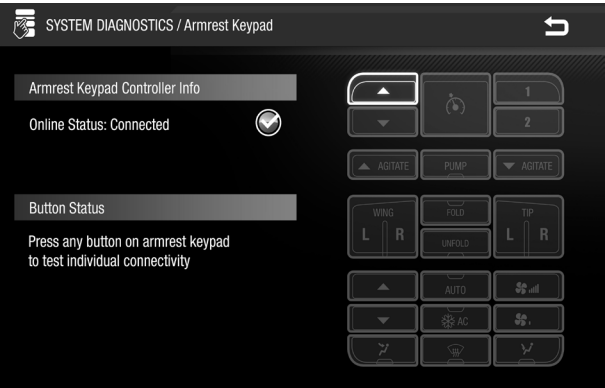 SYSTEM DIAGNOSTICS / Armrest Keypad
Armrest Keypad Controller Info
Online Status: Connected
Button Status
Press any button on armrest keypad
to test individual connectivity
1
2
AGITATE PUMP AGITATE
WING FOLD TIP
L R UNFOLD L R
AUTO
AC